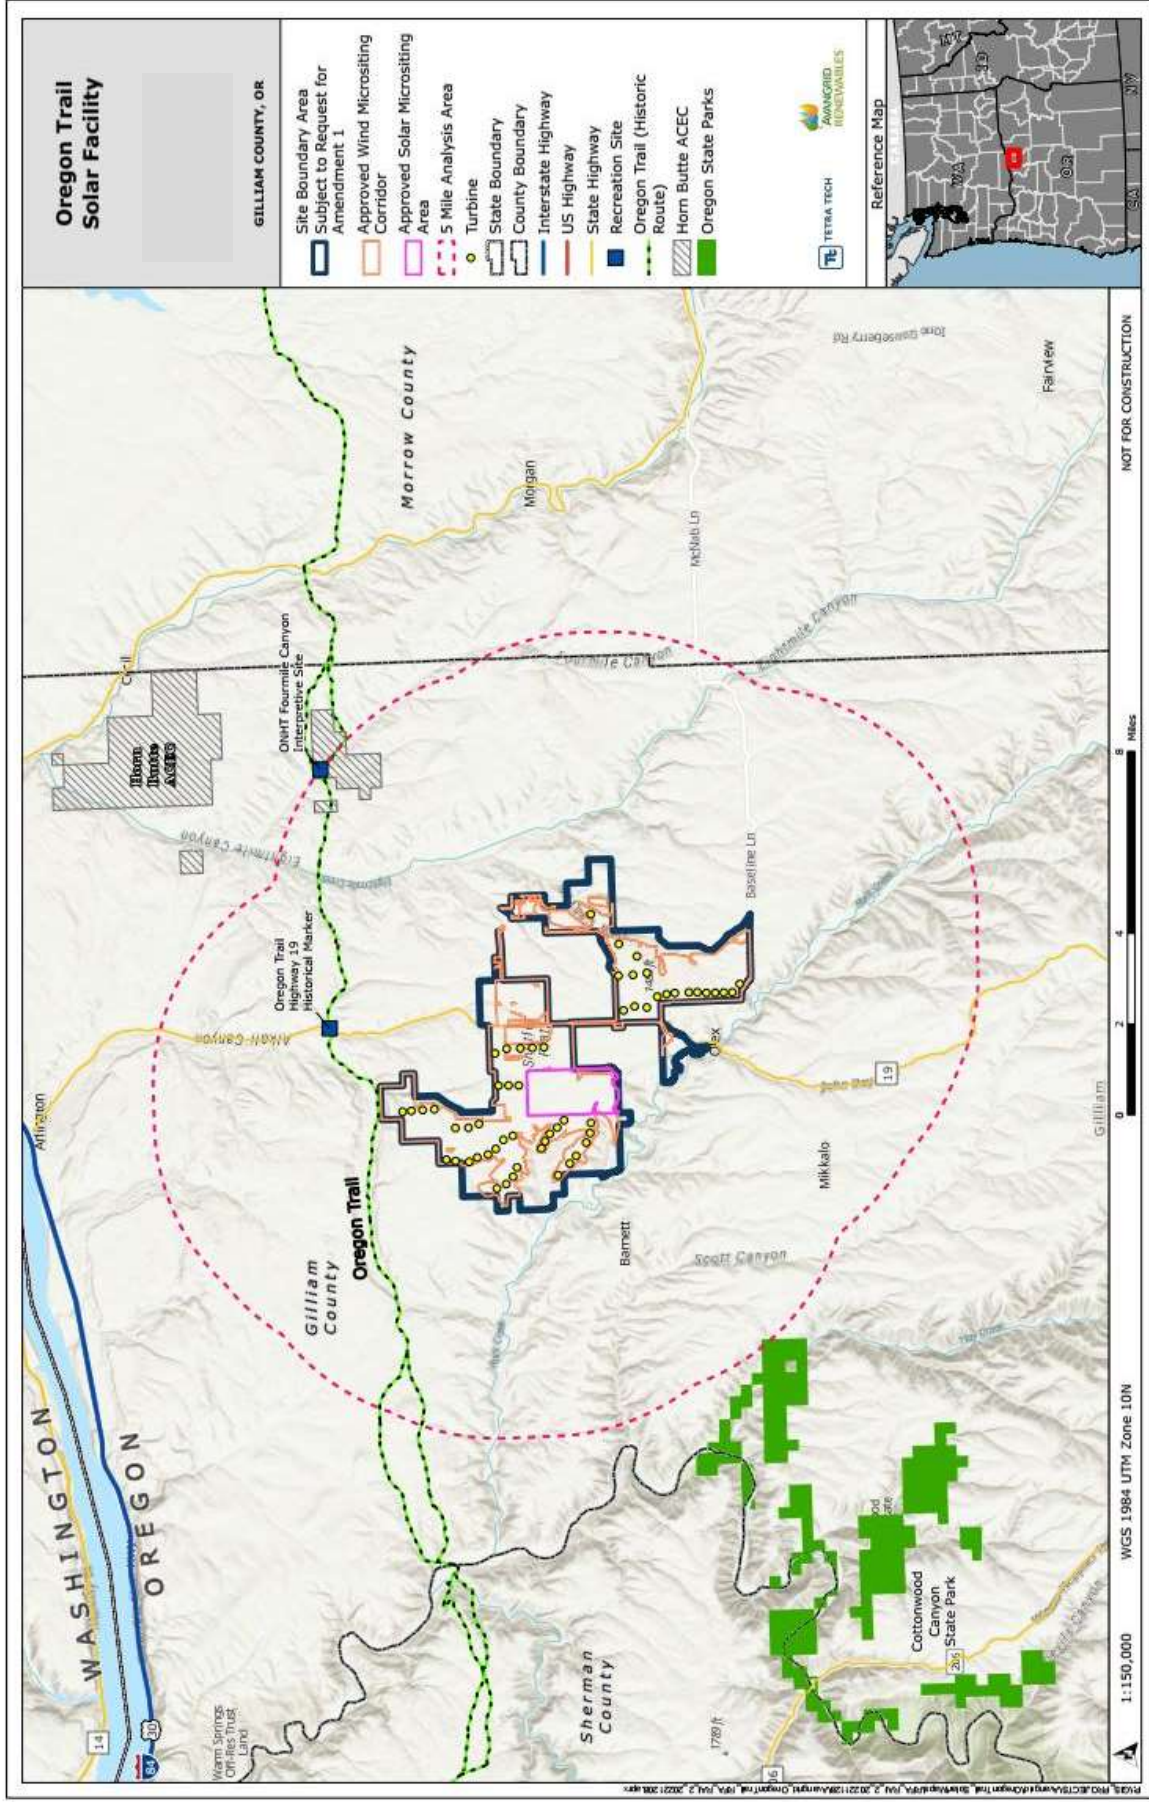 Oregon Trail
Solar Facility
GILLIAM COUNTY, OR
Site Boundary Area
Subject to Request for
Amendment 1
Approved Wind Micrositing
Corridor
Approved Solar Micrositing
Area
5 Mile Analysis Area
Turbine
State Boundary
County Boundary
Interstate Highway
US Highway
State Highway
Recreation Site
Oregon Trail (Historic
Route)
Horn Butte ACEC
Oregon State Parks
TETRA TECH
AVANGRID
RENEWABLES
Reference Map
WA
MT
ID
OR
CA
NV
WASHINGTON
OREGON
14
84
30
Warm Springs
Off-Res Trust
Land
Arlington
Alkali Canyon
Oregon Trail
Highway 19
Historical Marker
Eightmile Canyon
Horn
Butte
ACEC
ONHT Fourmile Canyon
Interpretive Site
Morrow County
Gilliam
County
Oregon Trail
Morgan
Fourmile Canyon
McNab Ln
Eightmile Canyon
Ione Gooseberry Rd
Fairview
Baseline Ln
Olex
19
Mikkalo
Barnett
Scott Canyon
Gilliam
Sherman
County
1789 ft
Cottonwood
Canyon
State Park
206
1:150,000
WGS 1984 UTM Zone 10N
0
2
4
8
Miles
NOT FOR CONSTRUCTION